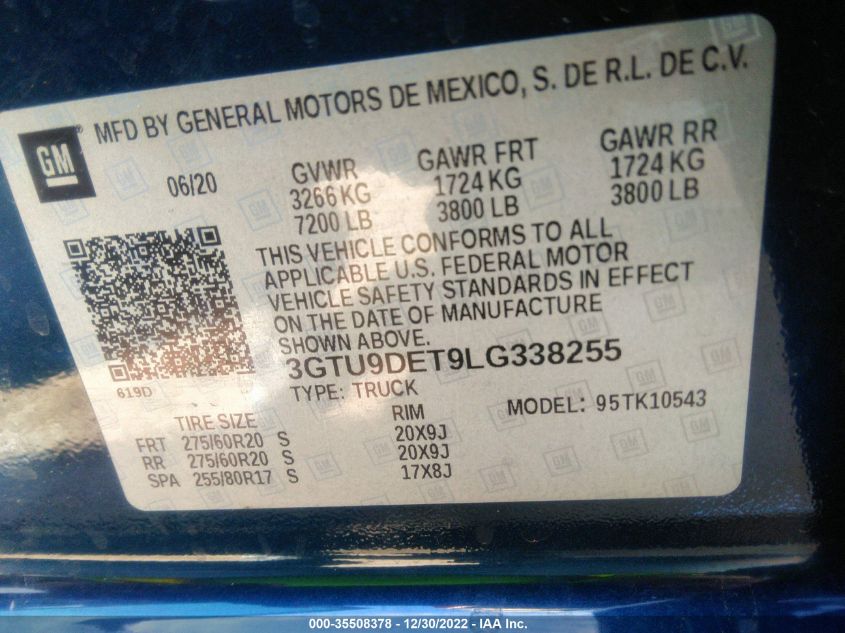 MFD BY GENERAL MOTORS DE MEXICO, S. DE R.L. DE C.V.
GM®
06/20
GVWR GAWR FRT GAWR RR
3266 KG 1724 KG 1724 KG
7200 LB 3800 LB 3800 LB
THIS VEHICLE CONFORMS TO ALL
APPLICABLE U.S. FEDERAL MOTOR
VEHICLE SAFETY STANDARDS IN EFFECT
ON THE DATE OF MANUFACTURE
SHOWN ABOVE.
3GTU9DET9LG338255
619D
TYPE: TRUCK
MODEL: 95TK10543
TIRE SIZE RIM
FRT 275/60R20 S 20X9J
RR 275/60R20 S 20X9J
SPA 255/80R17 S 17X8J
000-35508378 - 12/30/2022 - IAA Inc.